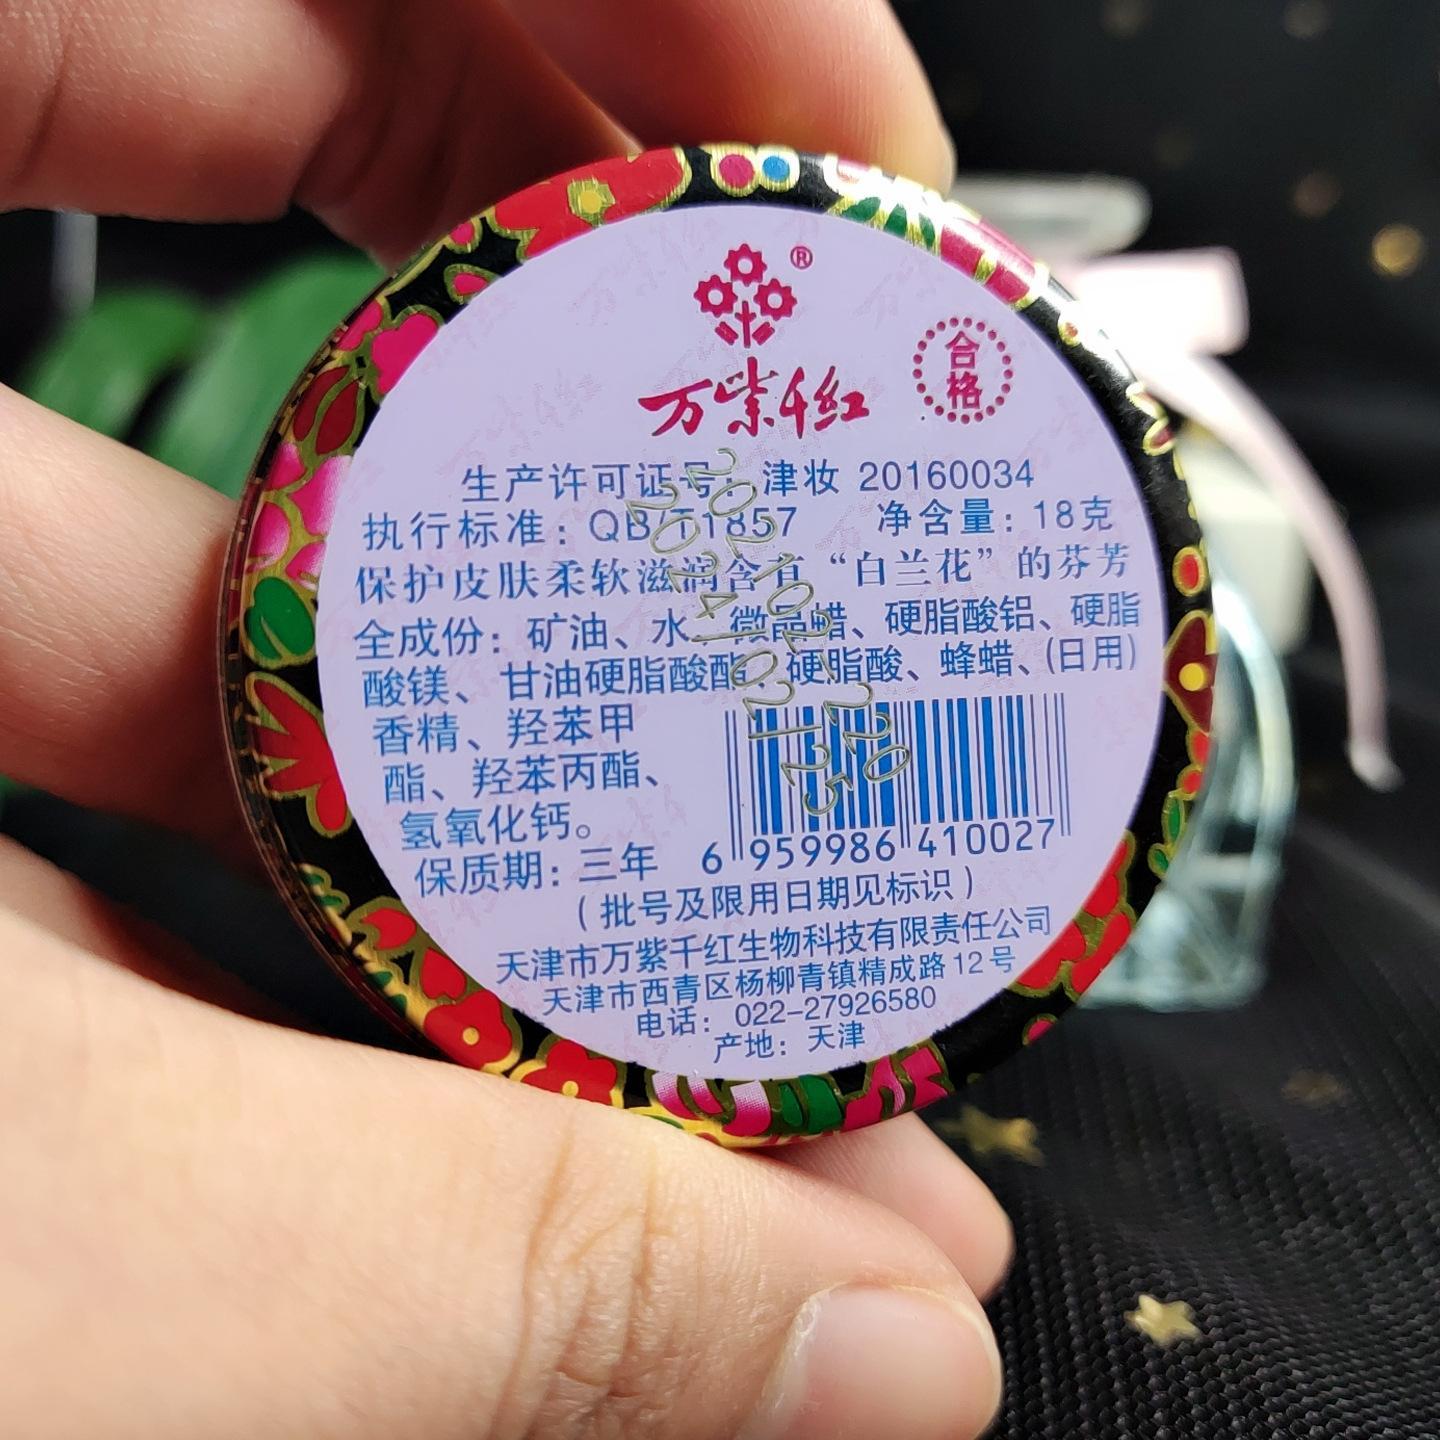 ®
万紫千红
合格
生产许可证号：津妆 20160034
执行标准：QB/T1857 净含量：18克
保护皮肤柔软滋润含有“白兰花”的芬芳
全成份：矿油、水、微晶蜡、硬脂酸铝、硬脂
酸镁、甘油硬脂酸酯、硬脂酸、蜂蜡、(日用)
香精、羟苯甲
酯、羟苯丙酯、
氢氧化钙。
保质期：三年
6 959986 410027
（批号及限用日期见标识）
天津市万紫千红生物科技有限责任公司
天津市西青区杨柳青镇精成路12号
电话：022-27926580
产地：天津
2024/02/25